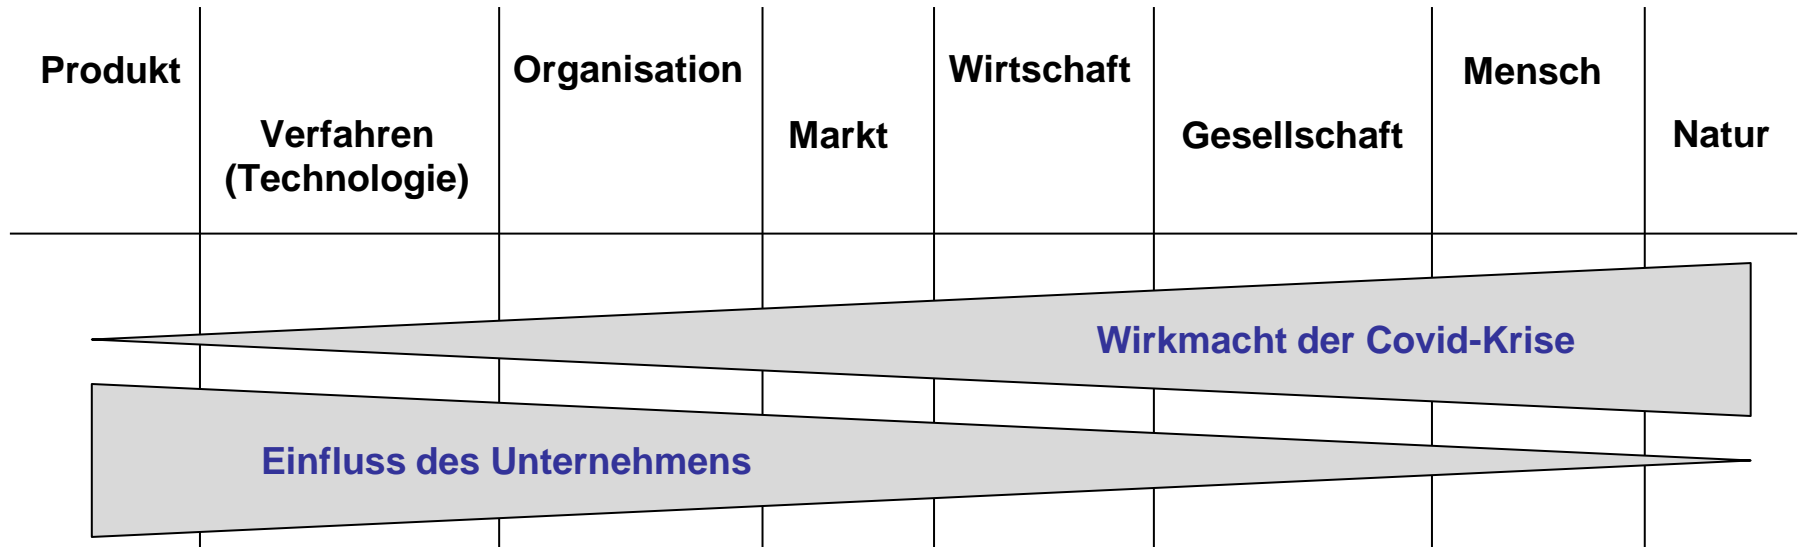 Produkt
Verfahren
(Technologie)
Organisation
Markt
Wirtschaft
Gesellschaft
Mensch
Natur
Wirkmacht der Covid-Krise
Einfluss des Unternehmens